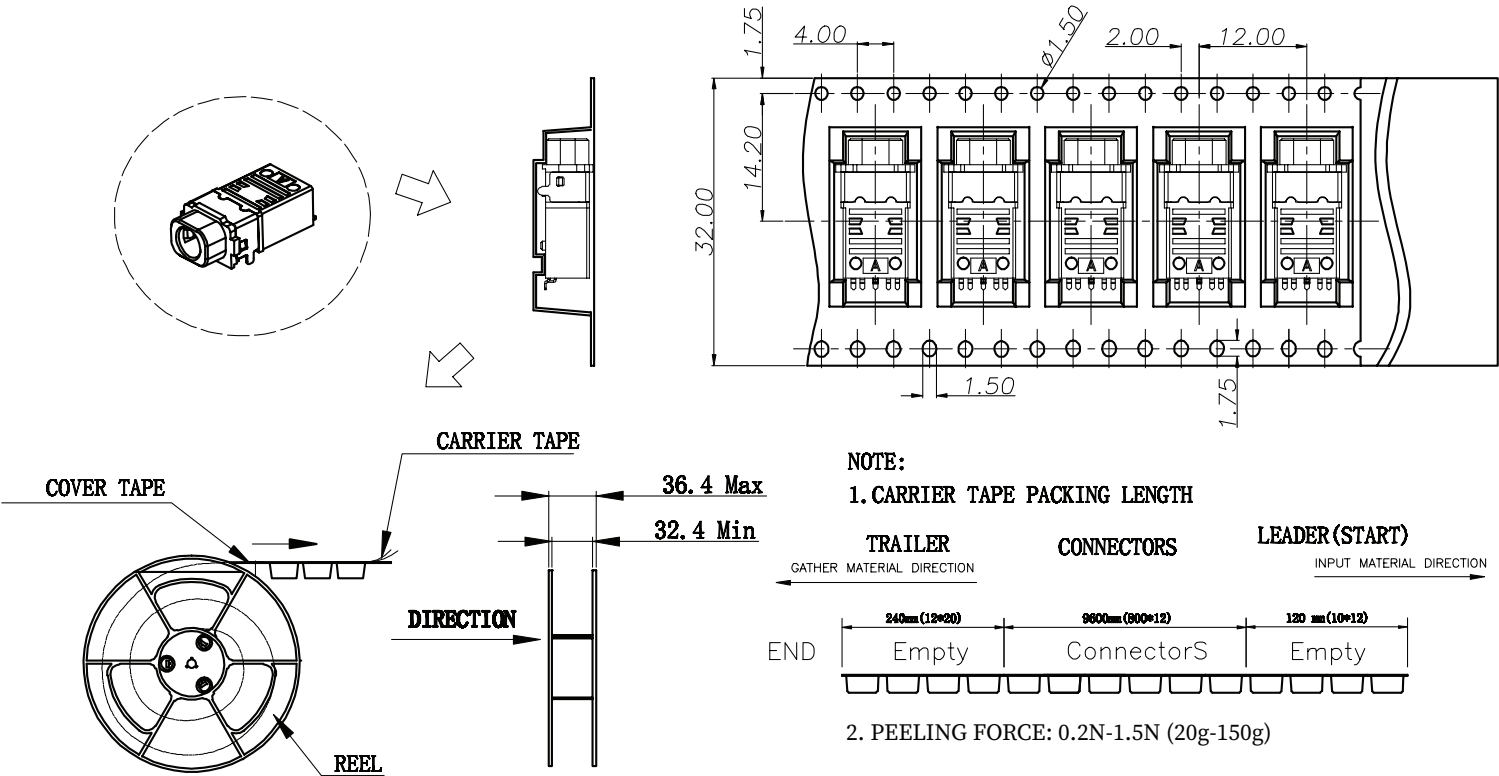 4.00
1.75
ø1.50
2.00
12.00
14.20
32.00
A A A A A
1.50
1.75
CARRIER TAPE
COVER TAPE
36.4 Max
32.4 Min
DIRECTION
REEL
NOTE:
1.CARRIER TAPE PACKING LENGTH
TRAILER
CONNECTORS
LEADER(START)
GATHER MATERIAL DIRECTION
INPUT MATERIAL DIRECTION
240mm(12*20)
9600mm(800*12)
120 mm(10*12)
END
Empty
ConnectorS
Empty
2. PEELING FORCE: 0.2N-1.5N (20g-150g)